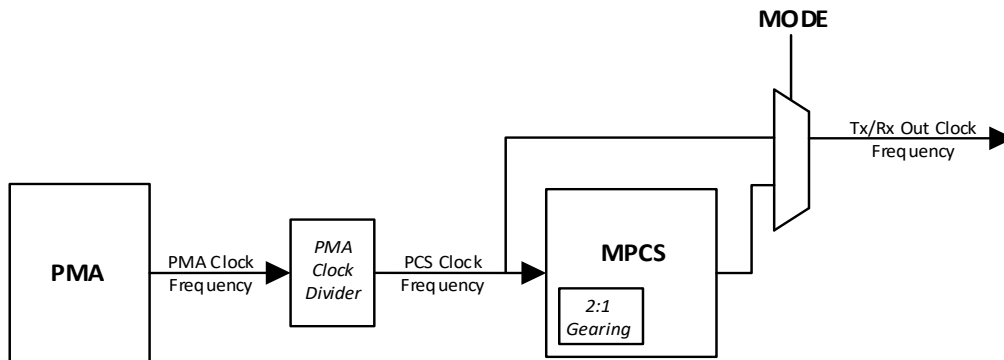 MODE
Tx/Rx Out Clock
Frequency
PMA
PMA Clock
Frequency
PMA
Clock
Divider
PCS Clock
Frequency
MPCS
2:1
Gearing